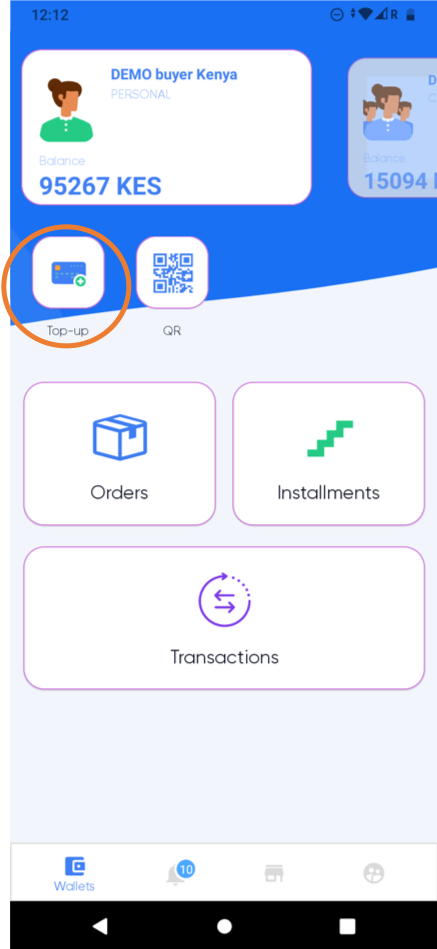 12:12
R
DEMO buyer Kenya
PERSONAL
Balance
95267 KES
D
C
Balance
15094
Top-up
QR
Orders
Installments
Transactions
10
Wallets